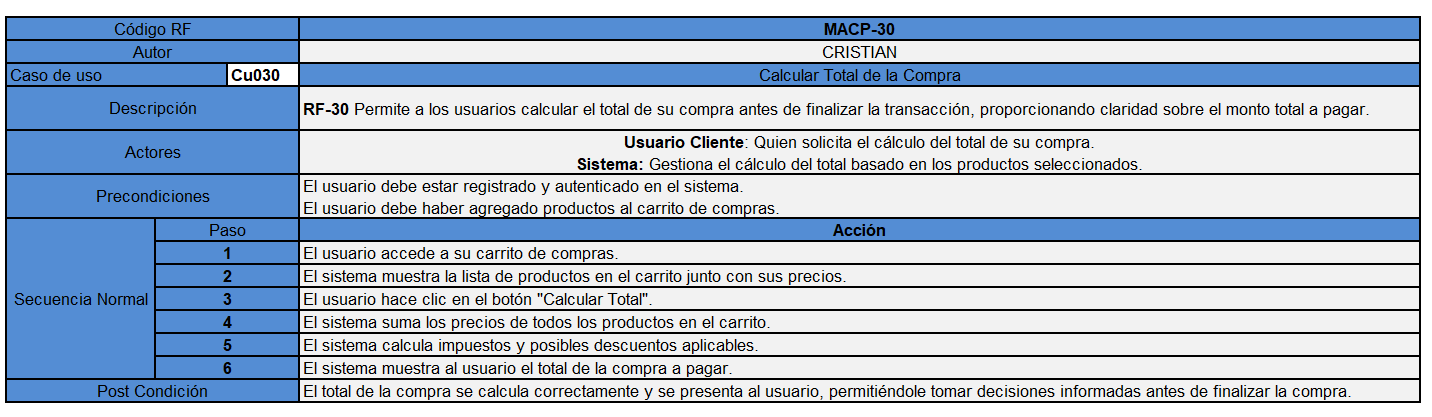 Código RF MACP-30
Autor CRISTIAN
Caso de uso Cu030 Calcular Total de la Compra
Descripción RF-30 Permite a los usuarios calcular el total de su compra antes de finalizar la transacción, proporcionando claridad sobre el monto total a pagar.
Actores
Usuario Cliente: Quien solicita el cálculo del total de su compra.
Sistema: Gestiona el cálculo del total basado en los productos seleccionados.
Precondiciones
El usuario debe estar registrado y autenticado en el sistema.
El usuario debe haber agregado productos al carrito de compras.
Secuencia Normal
Paso Acción
1 El usuario accede a su carrito de compras.
2 El sistema muestra la lista de productos en el carrito junto con sus precios.
3 El usuario hace clic en el botón "Calcular Total".
4 El sistema suma los precios de todos los productos en el carrito.
5 El sistema calcula impuestos y posibles descuentos aplicables.
6 El sistema muestra al usuario el total de la compra a pagar.
Post Condición El total de la compra se calcula correctamente y se presenta al usuario, permitiéndole tomar decisiones informadas antes de finalizar la compra.